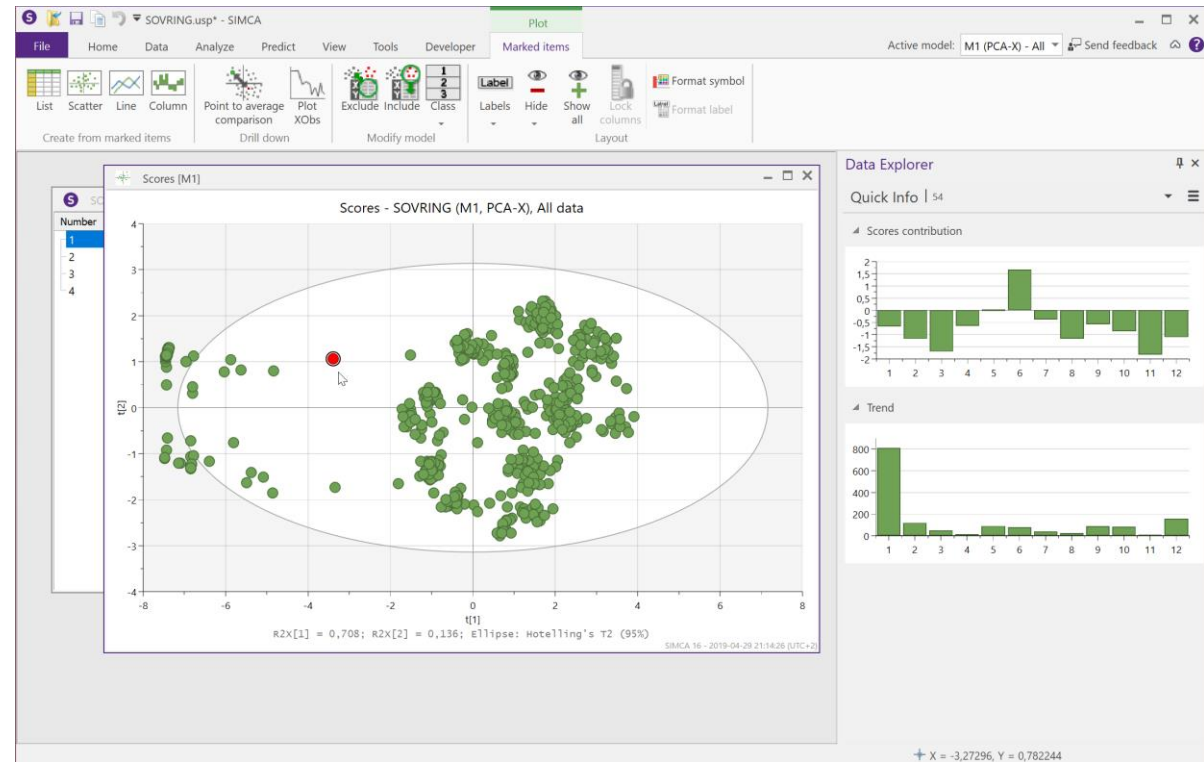 SOVRING.usp* - SIMCA
Plot
File Home Data Analyze Predict View Tools Developer Marked items
Active model: M1 (PCA-X) - All Send feedback
List Scatter Line Column
Create from marked items
Point to average comparison
Plot XObs
Drill down
Exclude Include Class
Modify model
Label
Labels Hide Show all Lock columns
Format symbol
Format label
Layout
Scores [M1]
Number
1
2
3
4
Scores - SOVRING (M1, PCA-X), All data
t[2]
4
3
2
1
0
-1
-2
-3
-4
-8 -6 -4 -2 0 2 4 6 8
t[1]
R2X[1] = 0,708; R2X[2] = 0,136; Ellipse: Hotelling's T2 (95%)
SIMCA 16 - 2019-04-29 21:14:26 (UTC+2)
Data Explorer
Quick Info | 54
Scores contribution
2
1,5
1
0,5
0
-0,5
-1
-1,5
-2
1 2 3 4 5 6 7 8 9 10 11 12
Trend
800
600
400
200
0
1 2 3 4 5 6 7 8 9 10 11 12
X = -3,27296, Y = 0,782244